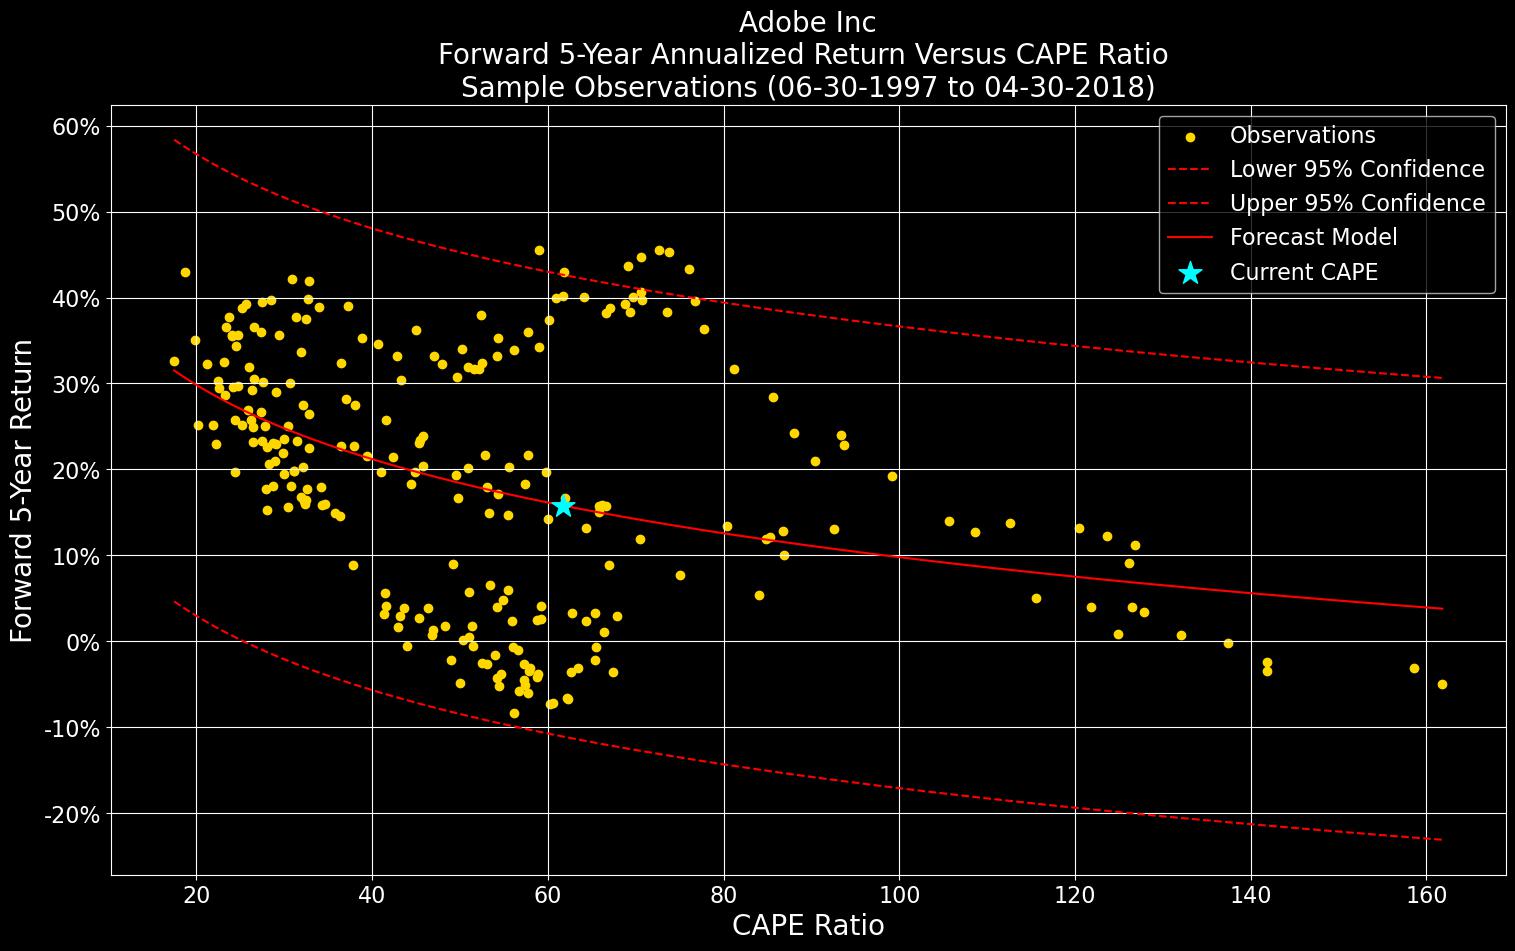 Adobe Inc
Forward 5-Year Annualized Return Versus CAPE Ratio
Sample Observations (06-30-1997 to 04-30-2018)
Observations
Lower 95% Confidence
Upper 95% Confidence
Forecast Model
Current CAPE
Forward 5-Year Return
60%
50%
40%
30%
20%
10%
0%
-10%
-20%
20 40 60 80 100 120 140 160
CAPE Ratio